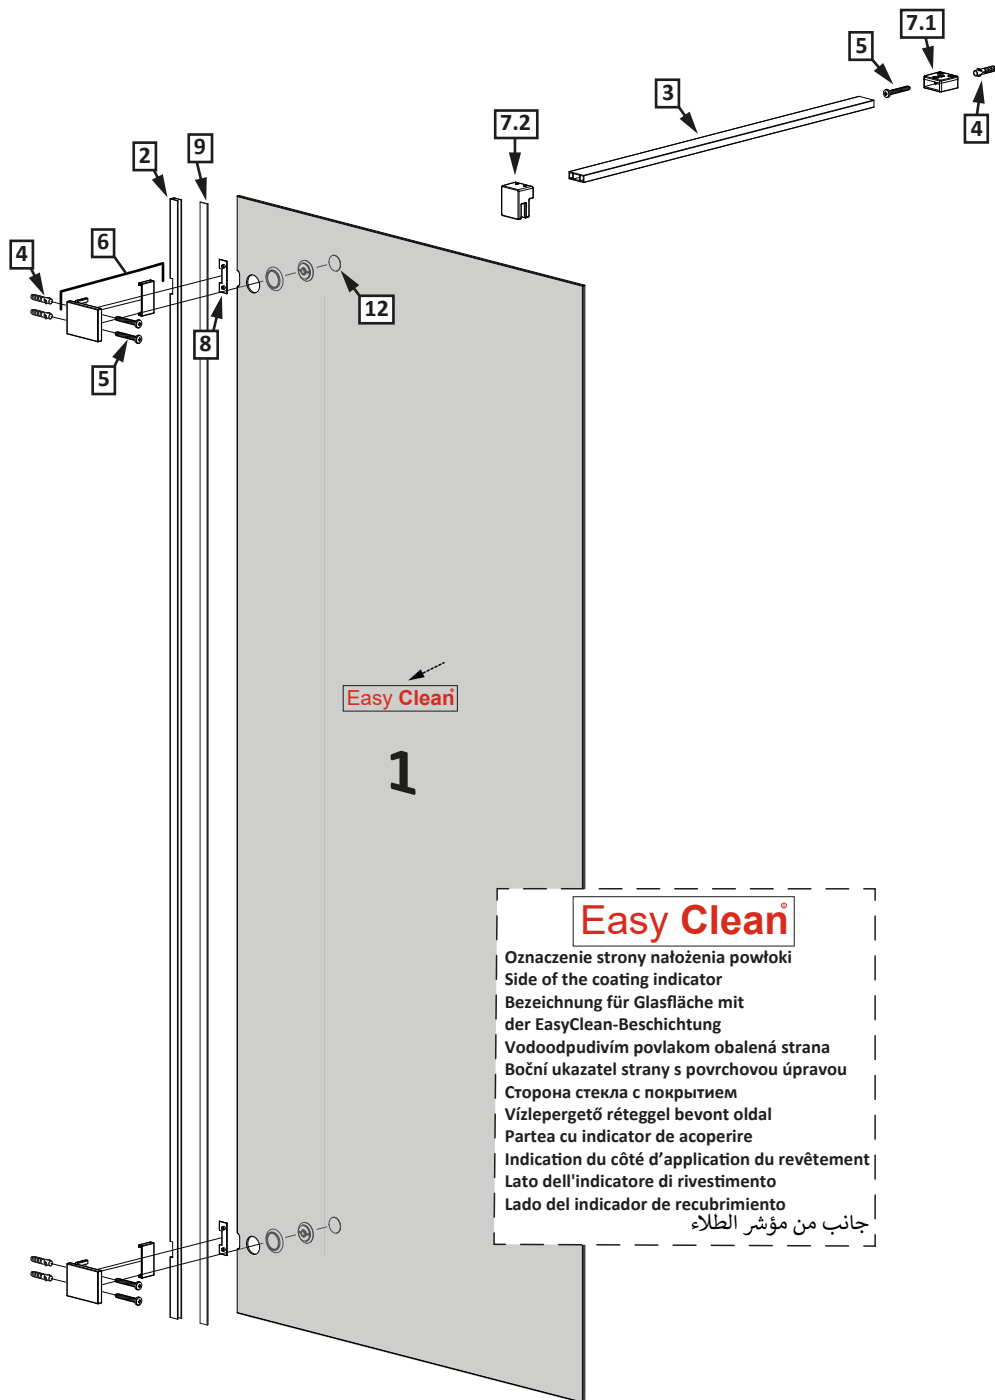 7.1
5
3
4
7.2
9
2
6
4
12
8
5
Easy Clean®
1
Easy Clean®
Oznaczenie strony nałożenia powłoki
Side of the coating indicator
Bezeichnung für Glasfläche mit
der EasyClean-Beschichtung
Vodoodpudivím povlakom obalená strana
Boční ukazatel strany s povrchovou úpravou
Сторона стекла с покрытием
Vízlepergető réteggel bevont oldal
Partea cu indicator de acoperire
Indication du côté d’application du revêtement
Lato dell'indicatore di rivestimento
Lado del indicador de recubrimiento
جانب من مؤشر الطلاء